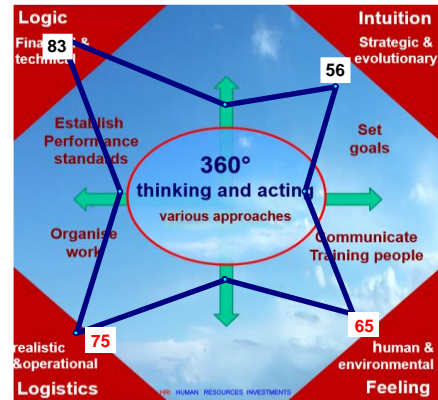 Logic
Intuition
Financial &
technical
83
Strategic &
evolutionary
56
Establish
Performance
standards
Set
goals
360°
thinking and acting
various approaches
Organise
work
Communicate
Training people
75
65
realistic
&operational
human &
environmental
Logistics
HRI HUMAN RESOURCES INVESTMENTS
Feeling